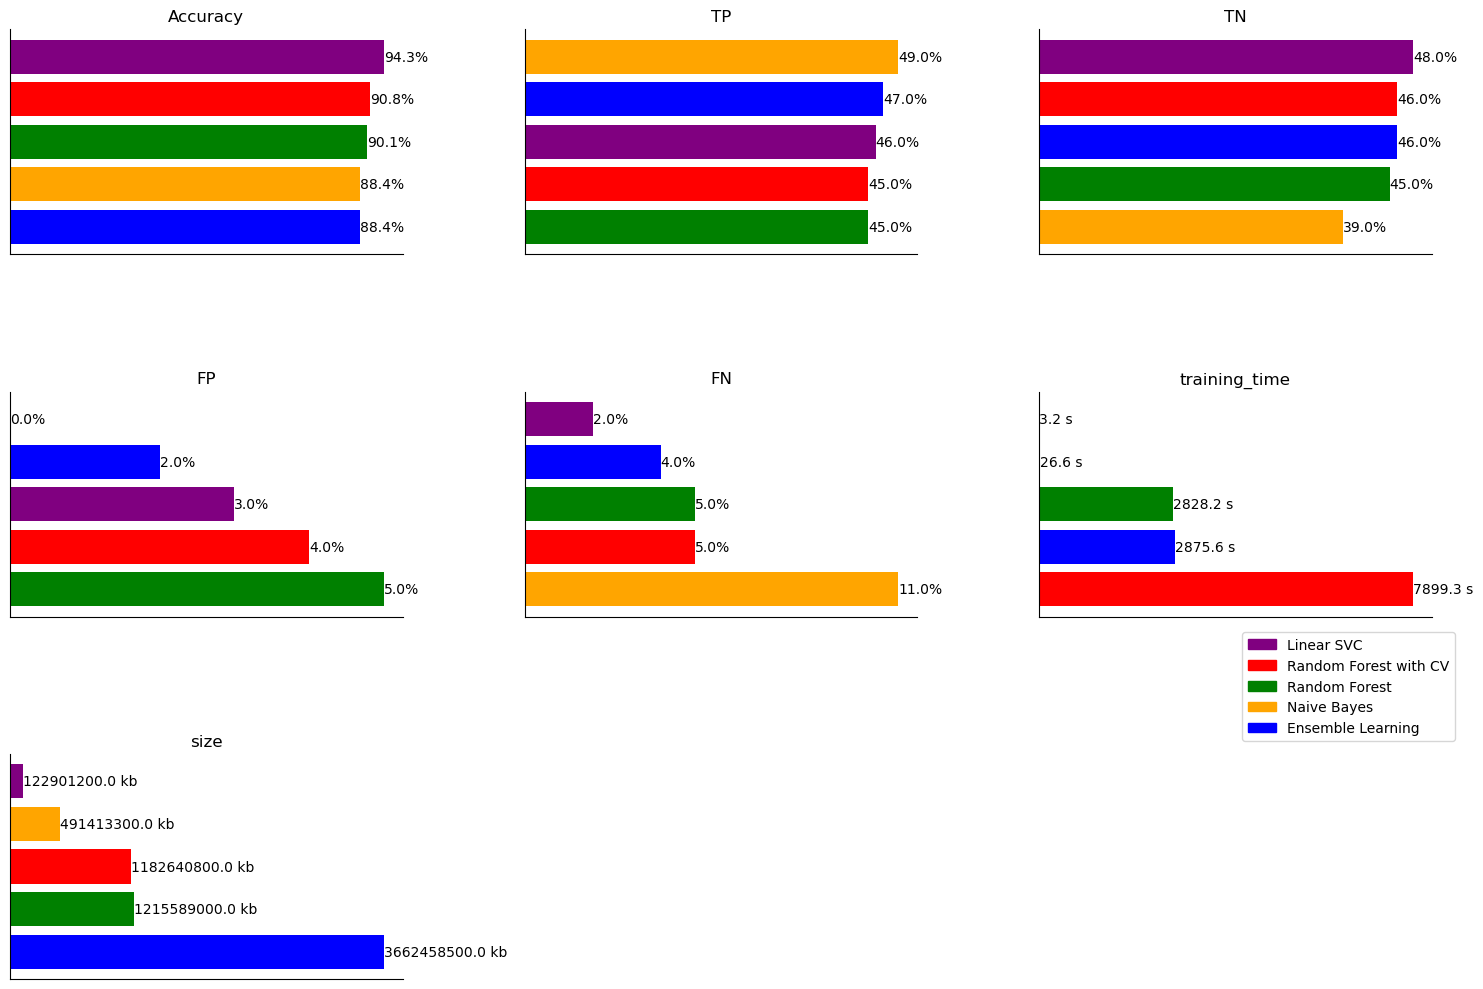 Accuracy
94.3%
90.8%
90.1%
88.4%
88.4%
TP
49.0%
47.0%
46.0%
45.0%
45.0%
TN
48.0%
46.0%
46.0%
45.0%
39.0%
FP
0.0%
2.0%
3.0%
4.0%
5.0%
FN
2.0%
4.0%
5.0%
5.0%
11.0%
training_time
3.2 s
26.6 s
2828.2 s
2875.6 s
7899.3 s
Linear SVC
Random Forest with CV
Random Forest
Naive Bayes
Ensemble Learning
size
122901200.0 kb
491413300.0 kb
1182640800.0 kb
1215589000.0 kb
3662458500.0 kb